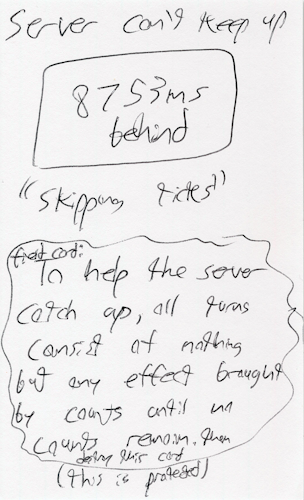 Server can't keep up
8753ms
behind
"Skipping ticks"
field card:
To help the server
catch up, all turns
consist of nothing
but any effect brought
by counts until no
counts remain, then
destroy this card
(this is protected)